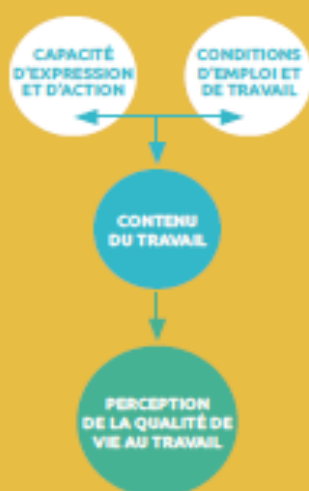 CAPACITÉ
D'EXPRESSION
ET D'ACTION
CONDITIONS
D'EMPLOI ET
DE TRAVAIL
CONTENU
DU TRAVAIL
PERCEPTION
DE LA QUALITÉ DE
VIE AU TRAVAIL